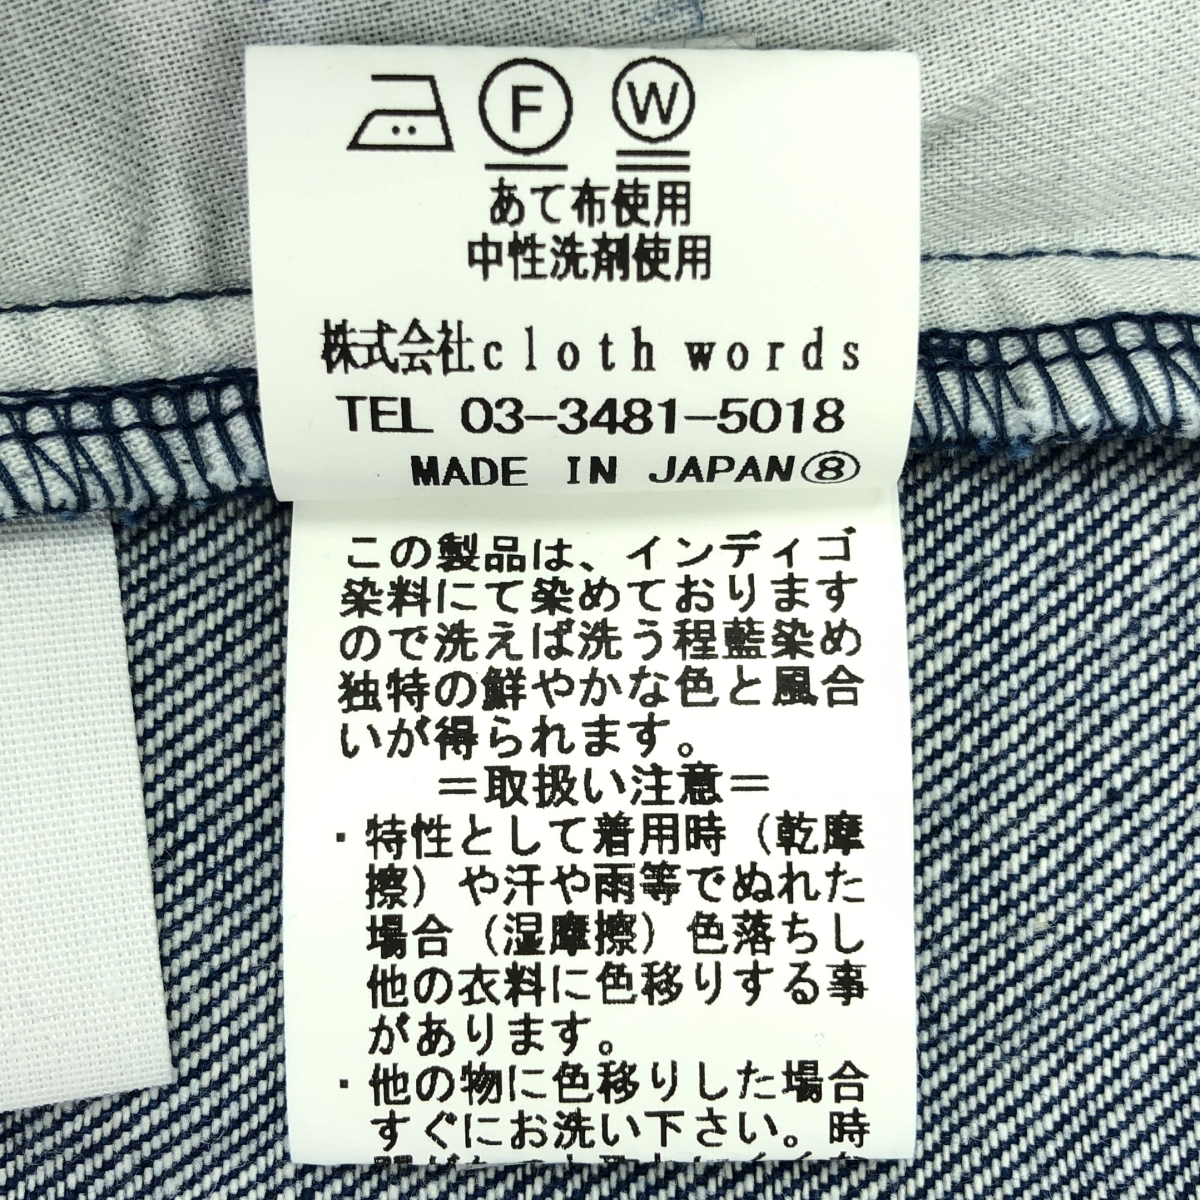 F W
あて布使用
中性洗剤使用
株式会社cloth words
TEL 03-3481-5018
MADE IN JAPAN⑧
この製品は、インディゴ
染料にて染めております
ので洗えば洗う程藍染め
独特の鮮やかな色と風合
いが得られます。
＝取扱い注意＝
・特性として着用時（乾摩
擦）や汗や雨等でぬれた
場合（湿摩擦）色落ちし
他の衣料に色移りする事
があります。
・他の物に色移りした場合
すぐにお洗い下さい。時